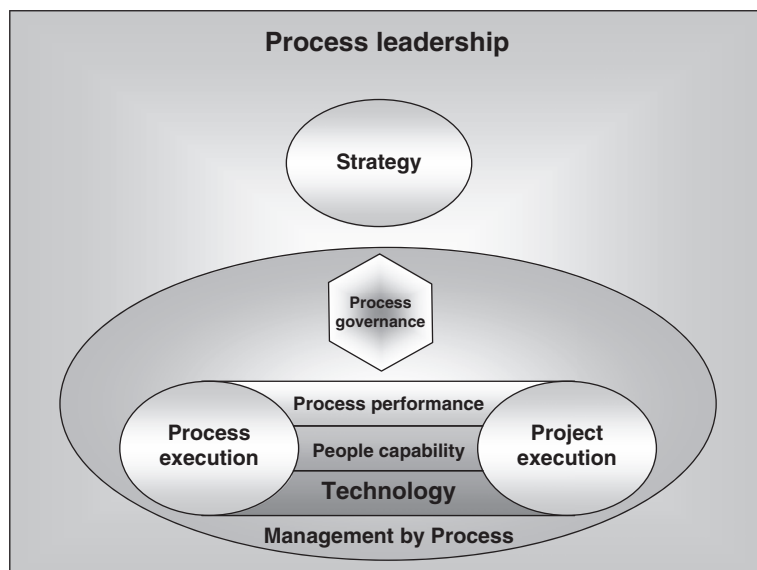 Process leadership
Strategy
Process
governance
Process performance
Process
execution
People capability
Project
execution
Technology
Management by Process